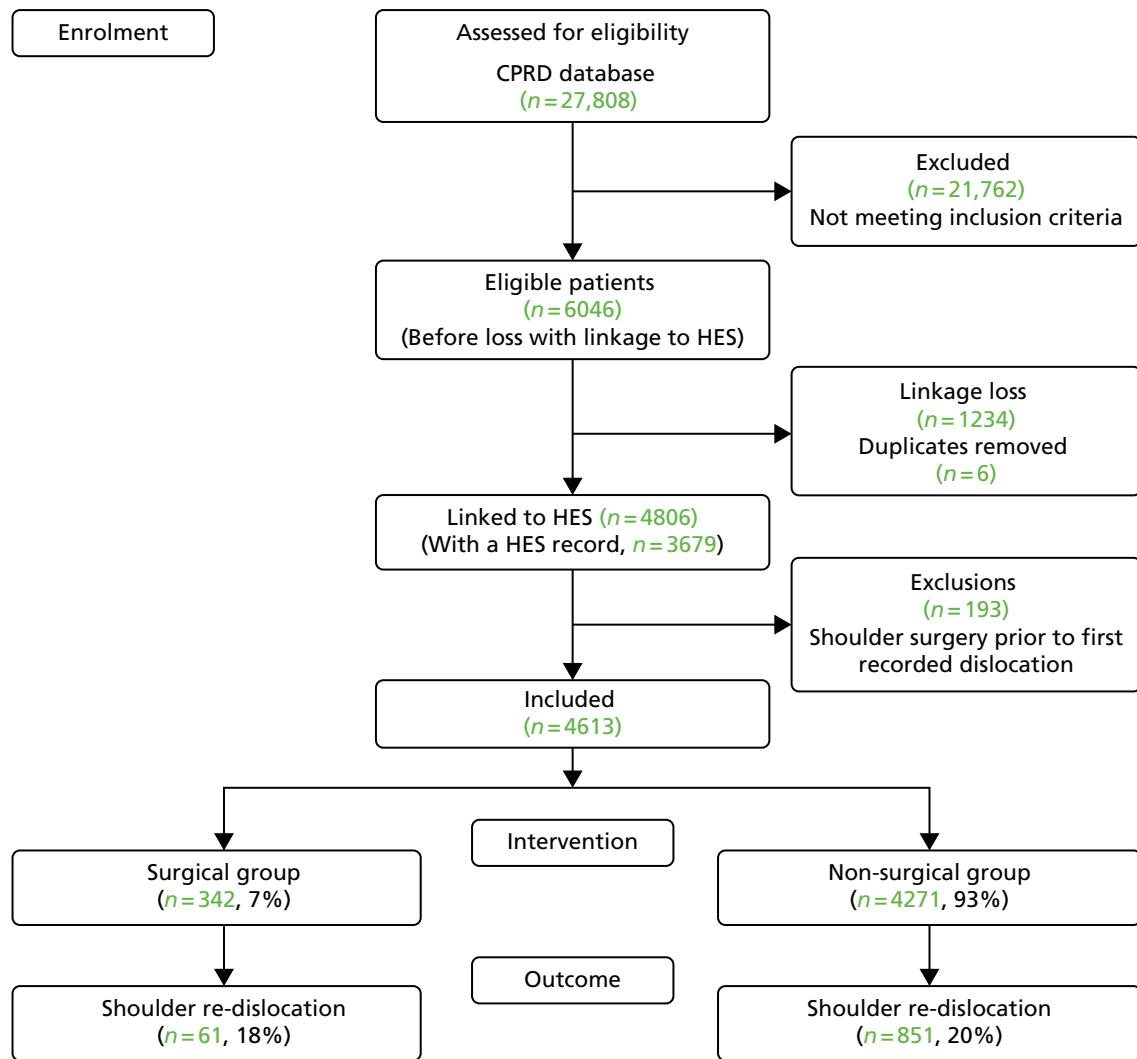 Enrolment
Assessed for eligibility
CPRD database
(n=27,808)
Excluded
(n=21,762)
Not meeting inclusion criteria
Eligible patients
(n=6046)
(Before loss with linkage to HES)
Linkage loss
(n=1234)
Duplicates removed
(n=6)
Linked to HES (n=4806)
(With a HES record, n=3679)
Exclusions
(n=193)
Shoulder surgery prior to first
recorded dislocation
Included
(n=4613)
Intervention
Surgical group
(n=342, 7%)
Non-surgical group
(n=4271, 93%)
Outcome
Shoulder re-dislocation
(n=61, 18%)
Shoulder re-dislocation
(n=851, 20%)